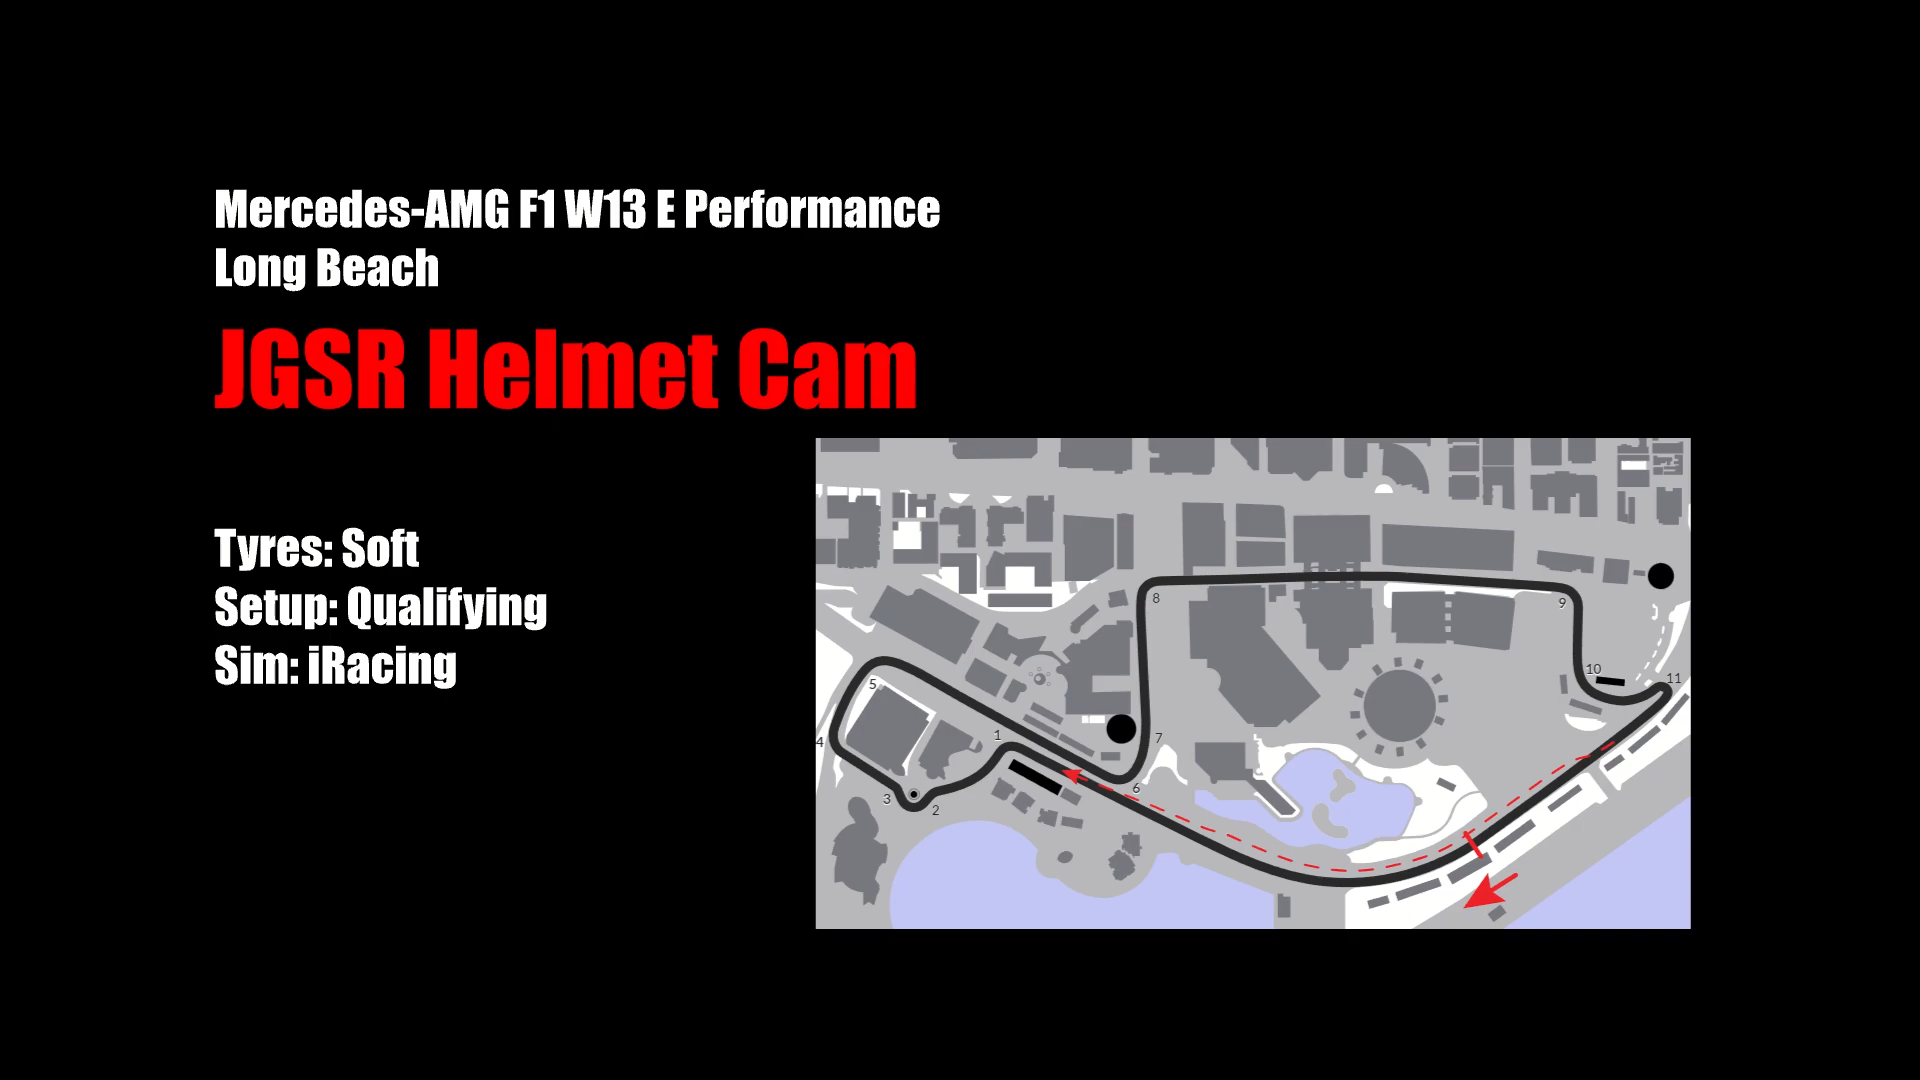 Mercedes-AMG F1 W13 E Performance
Long Beach
JGSR Helmet Cam
Tyres: Soft
Setup: Qualifying
Sim: iRacing
8
9
10
11
5
4
1
7
6
3
2